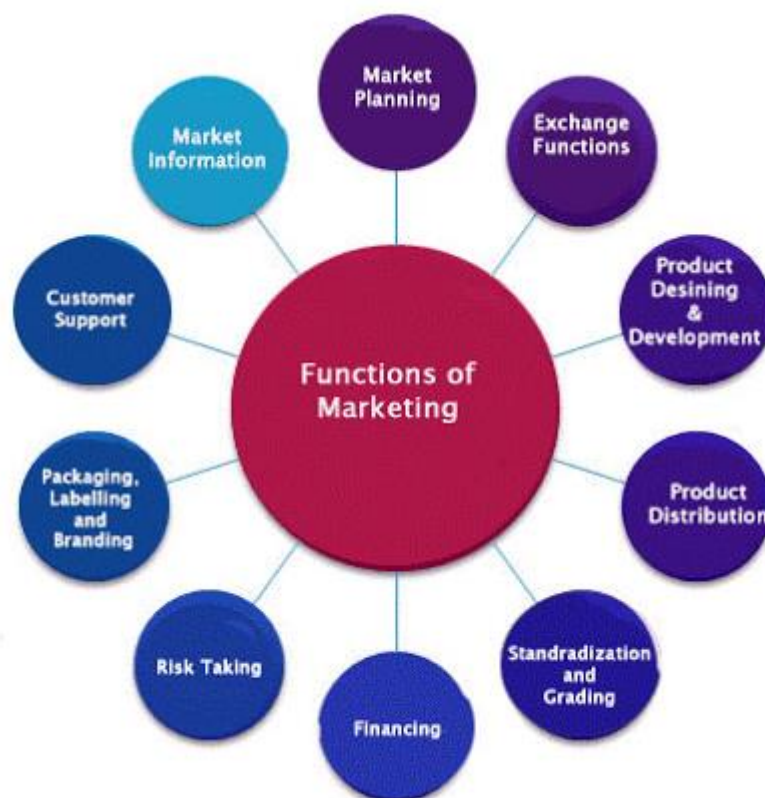 Market
Planning
Exchange
Functions
Product
Desining
&
Development
Product
Distribution
Standradization
and
Grading
Financing
Risk Taking
Packaging,
Labelling
and
Branding
Customer
Support
Market
Information
Functions of
Marketing